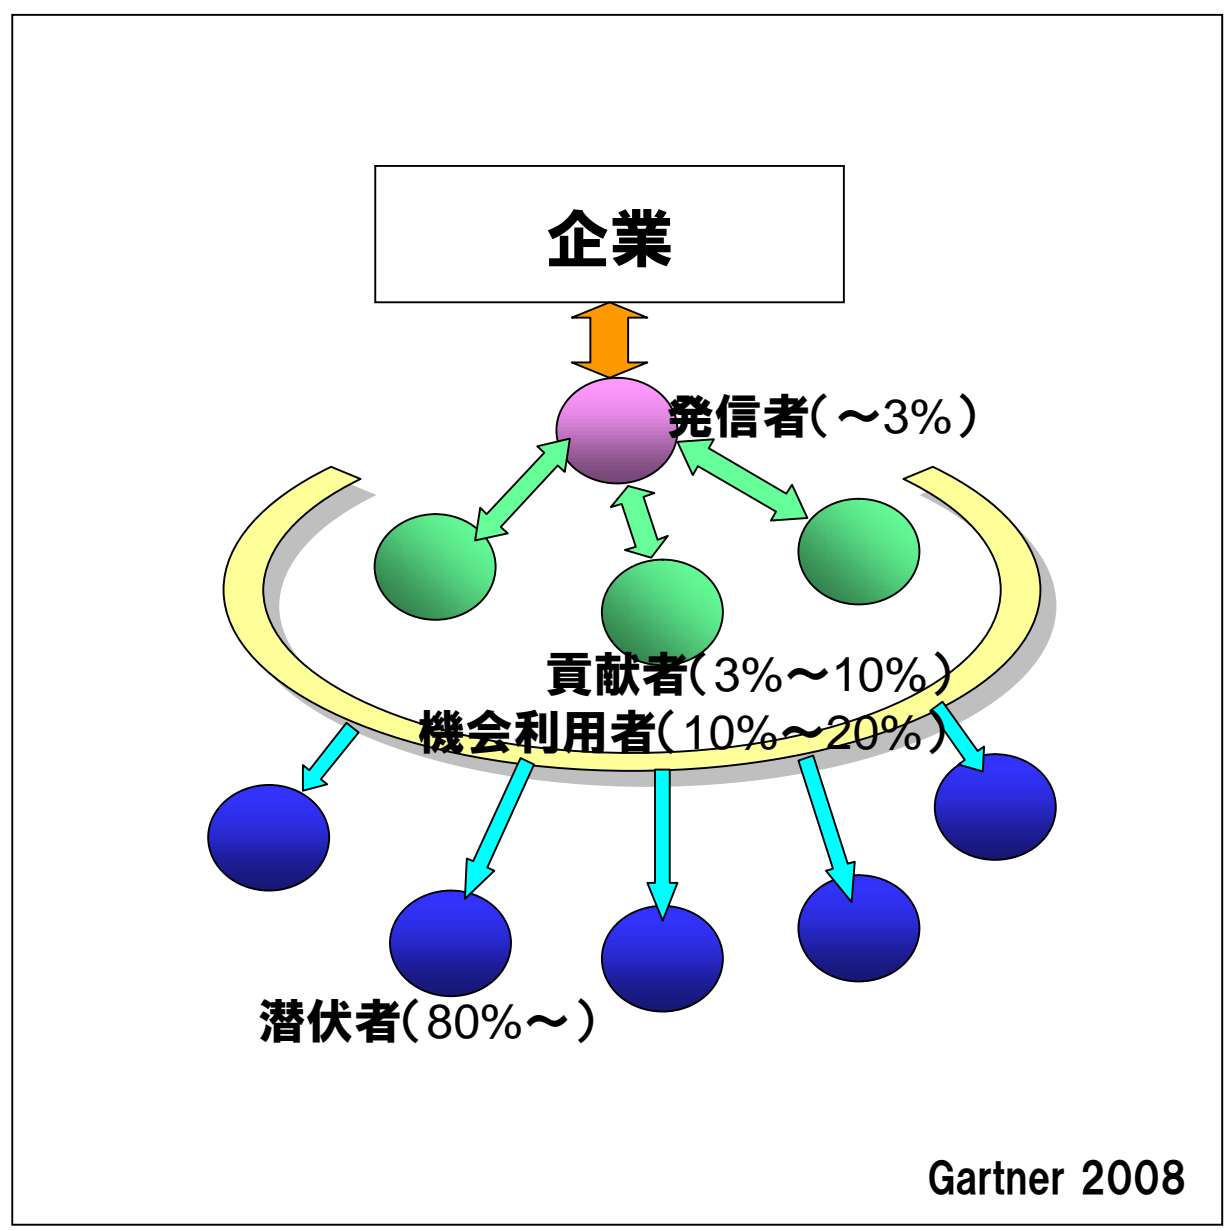 企業
発信者（～3%）
貢献者（3%～10%）
機会利用者（10%～20%）
潜伏者（80%～）
Gartner 2008